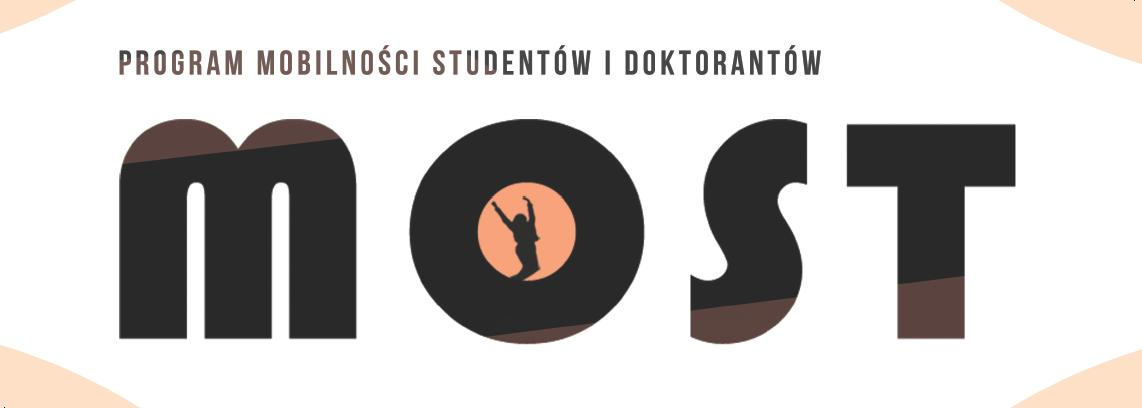 PROGRAM MOBILNOŚCI STUDENTÓW I DOKTORANTÓW
MOST